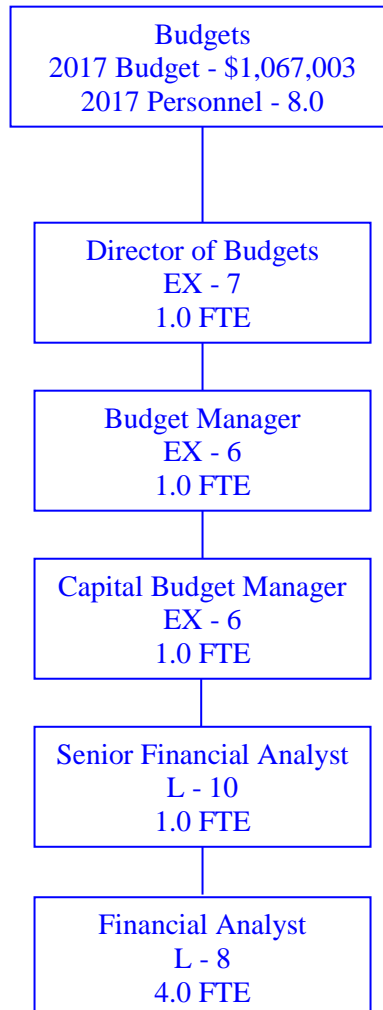 Budgets
2017 Budget - $1,067,003
2017 Personnel - 8.0
Director of Budgets
EX - 7
1.0 FTE
Budget Manager
EX - 6
1.0 FTE
Capital Budget Manager
EX - 6
1.0 FTE
Senior Financial Analyst
L - 10
1.0 FTE
Financial Analyst
L - 8
4.0 FTE